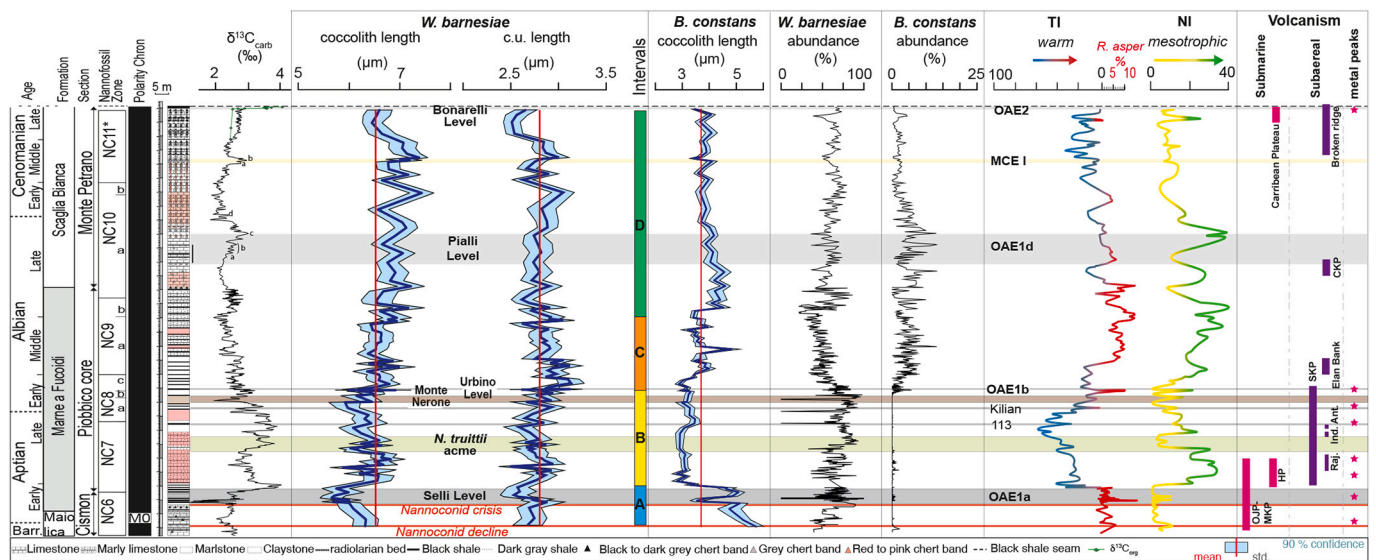 W. barnesiae
B. constans
W. barnesiae
B. constans
TI
NI
Volcanism
δ13Ccarb
(‰)
coccolith length
(μm)
c.u. length
(μm)
coccolith length
(μm)
abundance
(%)
abundance
(%)
warm
R. asper
%
mesotrophic
Submarine
Subaereal
metal peaks
Age
Formation
Section
Nannofossil
Zone
Polarity Chron
5 m
2 4
5 7
2.5 3.5
Intervals
3 5
0 100
0 25
100 0 5 10
0 40
Cenomanian
Early, Middle, Late
Albian
Early Middle Late
Aptian
Early Late
Barr.
Scaglia Bianca
Marne a Fucoidi
Maiolica
Monte Petrano
Piobbico core
Cismon
NC11*
NC10
b
a
NC9
b
a
c
NC8
b
a
NC7
NC6
M0
b
a
d
c
b
a
Bonarelli
Level
Pialli
Level
Urbino
Level
Monte
Nerone
N. truittii
acme
Selli Level
Nannoconid crisis
Nannoconid decline
D
C
B
A
OAE2
MCE I
OAE1d
OAE1b
Kilian
113
OAE1a
Carribean Plateau
Broken ridge
CKP
Elan Bank
SKP
Ind. Ant.
Raj.
HP
OJP-
MKP
Limestone Marly limestone Marlstone Claystone radiolarian bed Black shale Dark gray shale Black to dark grey chert band Grey chert band Red to pink chert band Black shale seam δ13Corg
90 % confidence
mean std.